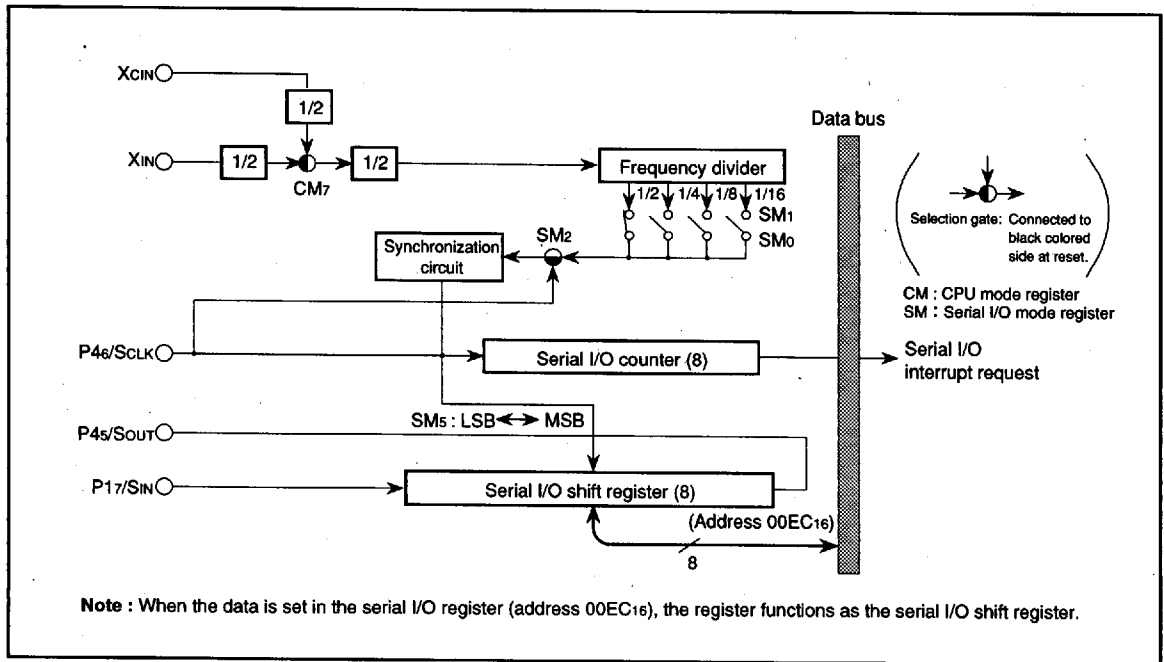 XCIN
1/2
Data bus
XIN
1/2
1/2
Frequency divider
CM7
1/2
1/4
1/8
1/16
SM1
SM0
Selection gate: Connected to
black colored
side at reset.
Synchronization
circuit
SM2
CM : CPU mode register
SM : Serial I/O mode register
P46/SCLK
Serial I/O counter (8)
Serial I/O
interrupt request
SM5 : LSB
MSB
P45/SOUT
P17/SIN
Serial I/O shift register (8)
(Address 00EC16)
8
Note : When the data is set in the serial I/O register (address 00EC16), the register functions as the serial I/O shift register.